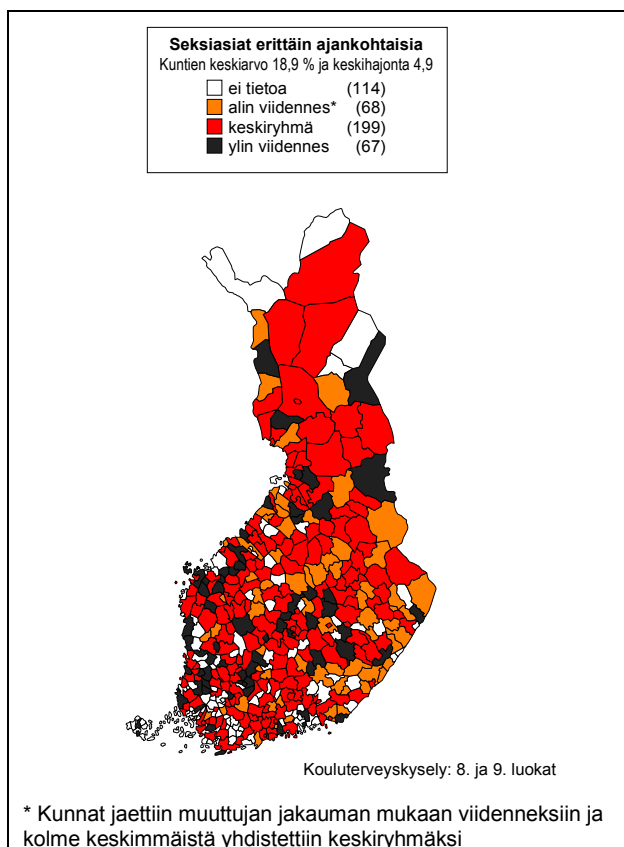 Seksiasiat erittäin ajankohtaisia
Kuntien keskiarvo 18,9 % ja keskihajonta 4,9
ei tietoa (114)
alin viidennes* (68)
keskiryhmä (199)
ylin viidennes (67)
Kouluterveyskysely: 8. ja 9. luokat
* Kunnat jaettiin muuttujan jakauman mukaan viidenneksiin ja
kolme keskimmäistä yhdistettiin keskiryhmäksi